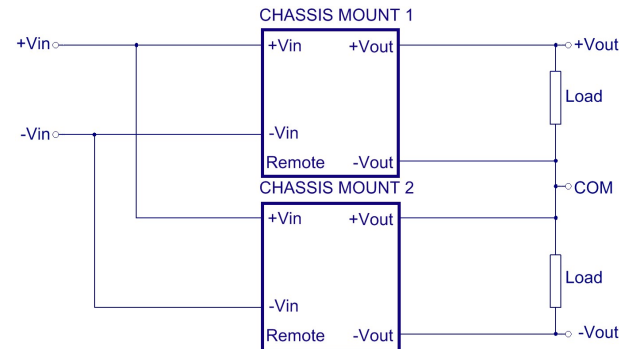 CHASSIS MOUNT 1
+Vin
+Vin +Vout
+Vout
Load
-Vin
-Vin
Remote -Vout
CHASSIS MOUNT 2
COM
+Vin +Vout
Load
-Vin
Remote -Vout
-Vout